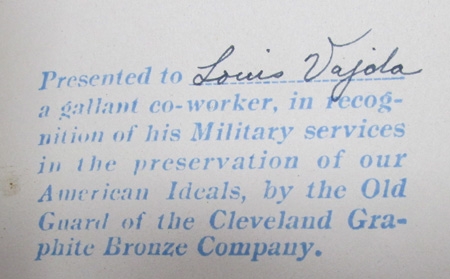 Presented to Louis Vajda
a gallant co-worker, in recog-
nition of his Military services
in the preservation of our
American Ideals, by the Old
Guard of the Cleveland Gra-
phite Bronze Company.